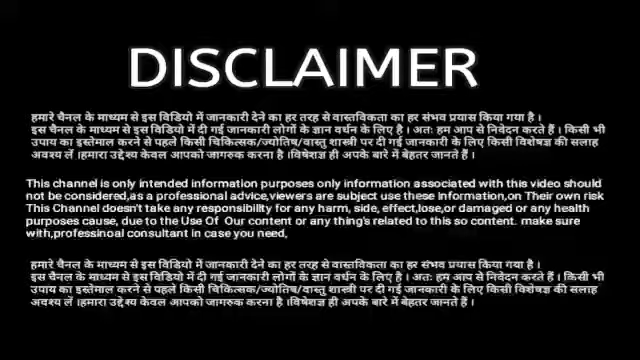 DISCLAIMER
हमारे चैनल के माध्यम से इस विडियो में जानकारी देने का हर तरह से वास्तविकता का हर संभव प्रयास किया गया है ।
इस चैनल के माध्यम से इस विडियो में दी गई जानकारी लोगों के ज्ञान वर्धन के लिए है । अतः हम आप से निवेदन करते हैं । किसी भी
उपाय का इस्तेमाल करने से पहले किसी चिकित्सक/ज्योतिष/वास्तु शास्त्री पर दी गई जानकारी के लिए किसी विशेषज्ञ की सलाह
अवश्य लें ।हमारा उद्देश्य केवल आपको जागरुक करना है ।विषेशज्ञ ही अपके बारे में बेहतर जानते हैं ।
This channel is only intended information purposes only information associated with this video should
not be considered,as a professional advice,viewers are subject use these Information,on Their own risk
This Channel doesn't take any responsibility for any harm, side, effect,lose,or damaged or any health
purposes cause, due to the Use Of Our content or any thing's related to this so content. make sure
with,professinoal consultant in case you need,
हमारे चैनल के माध्यम से इस विडियो में जानकारी देने का हर तरह से वास्तविकता का हर संभव प्रयास किया गया है ।
इस चैनल के माध्यम से इस विडियो में दी गई जानकारी लोगों के ज्ञान वर्धन के लिए है । अतः हम आप से निवेदन करते हैं । किसी भी
उपाय का इस्तेमाल करने से पहले किसी चिकित्सक/ज्योतिष/वास्तु शास्त्री पर दी गई जानकारी के लिए किसी विशेषज्ञ की सलाह
अवश्य लें ।हमारा उद्देश्य केवल आपको जागरुक करना है ।विषेशज्ञ ही अपके बारे में बेहतर जानते हैं ।